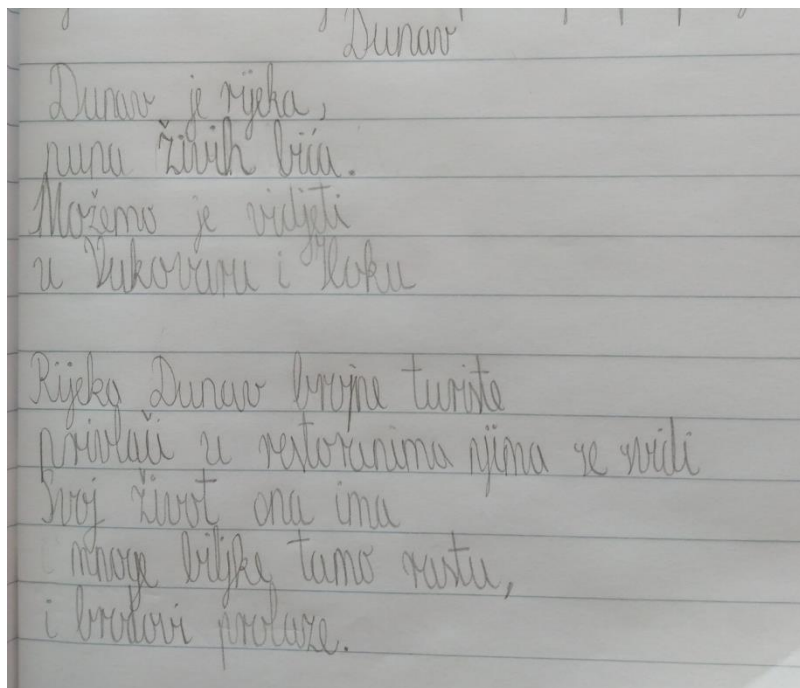 Dunav
Dunav je rijeka,
puna živih bića.
Možemo je vidjeti
u Vukovaru i Iloku
Rijeka Dunav brojne turiste
privlači u restoranima njima se svidi
Svoj život ona ima
i mnoge biljke tamo rastu,
i brodovi prolaze.